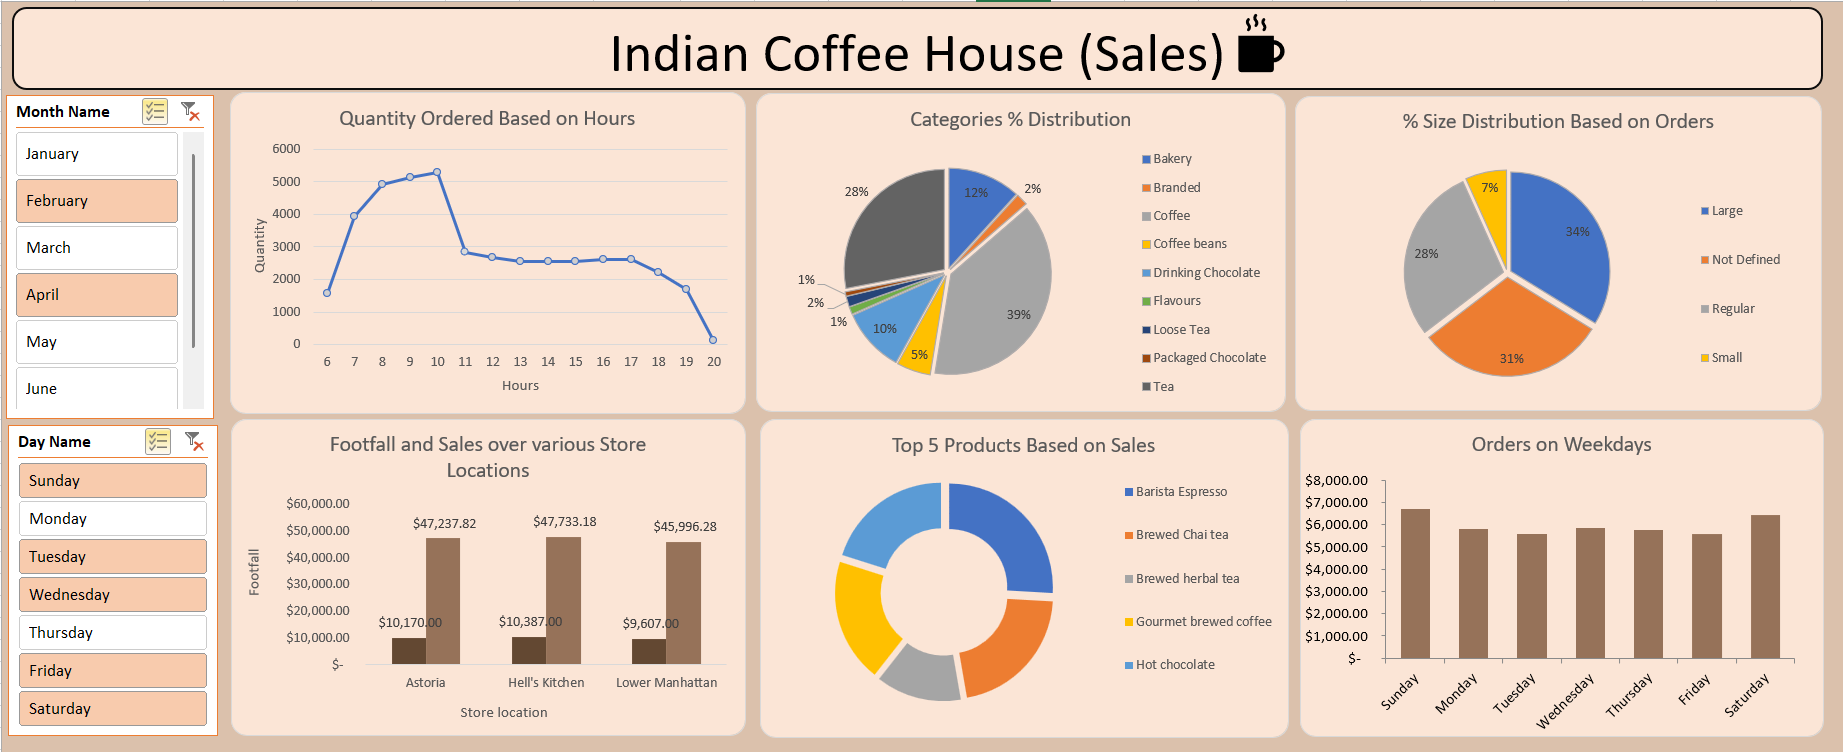 Indian Coffee House (Sales)
Month Name
January
February
March
April
May
June
Day Name
Sunday
Monday
Tuesday
Wednesday
Thursday
Friday
Saturday
Quantity Ordered Based on Hours
Quantity
6000
5000
4000
3000
2000
1000
0
6 7 8 9 10 11 12 13 14 15 16 17 18 19 20
Hours
Categories % Distribution
12%
2%
39%
5%
10%
1%
2%
1%
28%
Bakery
Branded
Coffee
Coffee beans
Drinking Chocolate
Flavours
Loose Tea
Packaged Chocolate
Tea
% Size Distribution Based on Orders
34%
31%
28%
7%
Large
Not Defined
Regular
Small
Footfall and Sales over various Store
Locations
Footfall
$60,000.00
$50,000.00
$40,000.00
$30,000.00
$20,000.00
$10,000.00
$-
$47,237.82
$47,733.18
$45,996.28
$10,170.00
$10,387.00
$9,607.00
Astoria
Hell's Kitchen
Lower Manhattan
Store location
Top 5 Products Based on Sales
Barista Espresso
Brewed Chai tea
Brewed herbal tea
Gourmet brewed coffee
Hot chocolate
Orders on Weekdays
$8,000.00
$7,000.00
$6,000.00
$5,000.00
$4,000.00
$3,000.00
$2,000.00
$1,000.00
$-
Sunday
Monday
Tuesday
Wednesday
Thursday
Friday
Saturday